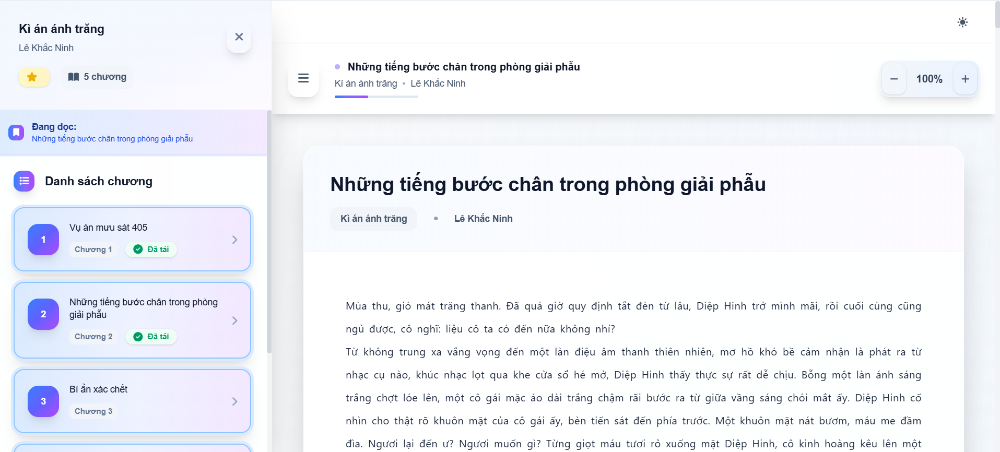 Kì án ánh trăng
Lê Khắc Ninh
5 chương
Đang đọc:
Những tiếng bước chân trong phòng giải phẫu
Danh sách chương
1
Vụ án mưu sát 405
Chương 1
Đã tải
2
Những tiếng bước chân trong phòng
giải phẫu
Chương 2
Đã tải
3
Bí ẩn xác chết
Chương 3
Những tiếng bước chân trong phòng giải phẫu
Kì án ánh trăng • Lê Khắc Ninh
100%
Những tiếng bước chân trong phòng giải phẫu
Kì án ánh trăng • Lê Khắc Ninh
Mùa thu, gió mát trăng thanh. Đã quá giờ quy định tắt đèn từ lâu, Diệp Hinh trở mình mãi, rồi cuối cùng cũng
ngủ được, cô nghĩ: liệu cô ta có đến nữa không nhỉ?
Từ không trung xa vắng vọng đến một làn điệu âm thanh thiên nhiên, mơ hồ khó bề cảm nhận là phát ra từ
nhạc cụ nào, khúc nhạc lọt qua khe cửa sổ hé mở, Diệp Hinh thấy thực sự rất dễ chịu. Bỗng một làn ánh sáng
trắng chợt lóe lên, một cô gái mặc áo dài trắng chậm rãi bước ra từ giữa vầng sáng chói mắt ấy. Diệp Hinh cố
nhìn cho thật rõ khuôn mặt của cô gái ấy, bèn tiến sát đến phía trước. Một khuôn mặt nát bươm, máu me đầm
đìa. Ngươi lại đến ư? Ngươi muốn gì? Từng giọt máu tươi rỏ xuống mặt Diệp Hinh, cô kinh hoàng kêu lên một